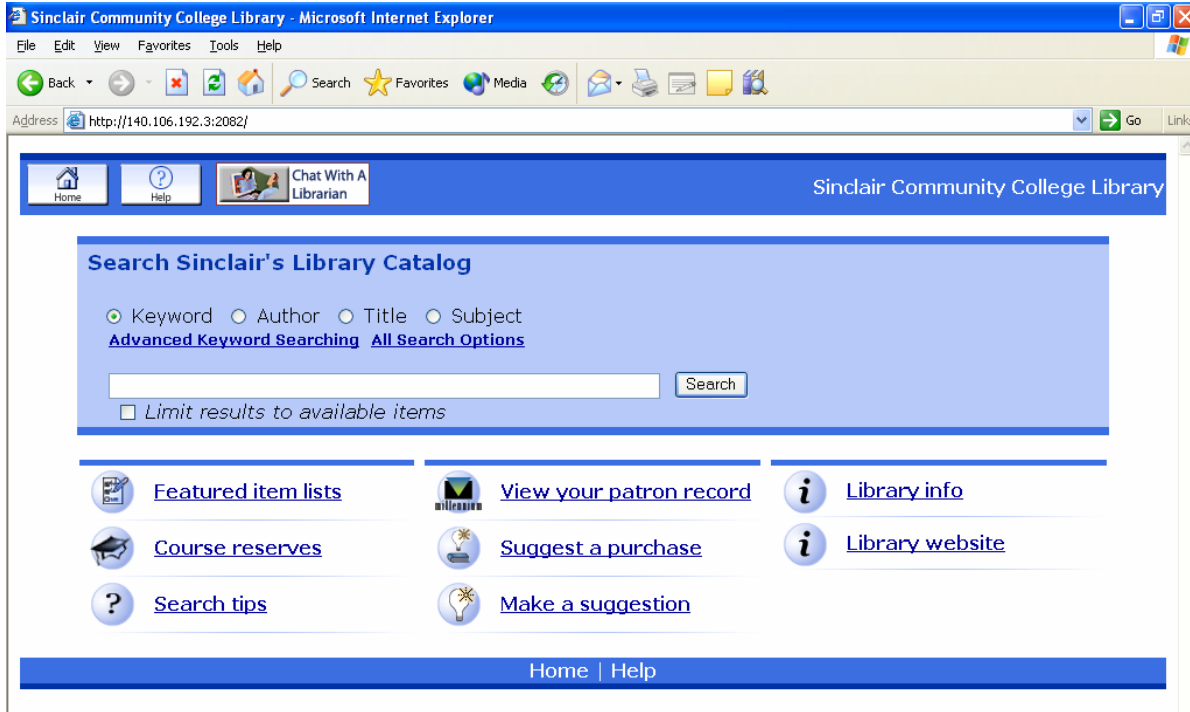 Sinclair Community College Library - Microsoft Internet Explorer
File Edit View Favorites Tools Help
Back Search Favorites Media
Address http://140.106.192.3:2082/ Go Links
Home Help Chat With A
Librarian
Sinclair Community College Library
Search Sinclair's Library Catalog
Keyword Author Title Subject
Advanced Keyword Searching All Search Options
Search
Limit results to available items
Featured item lists
Course reserves
Search tips
millennium
View your patron record
Suggest a purchase
Make a suggestion
Library info
Library website
Home | Help